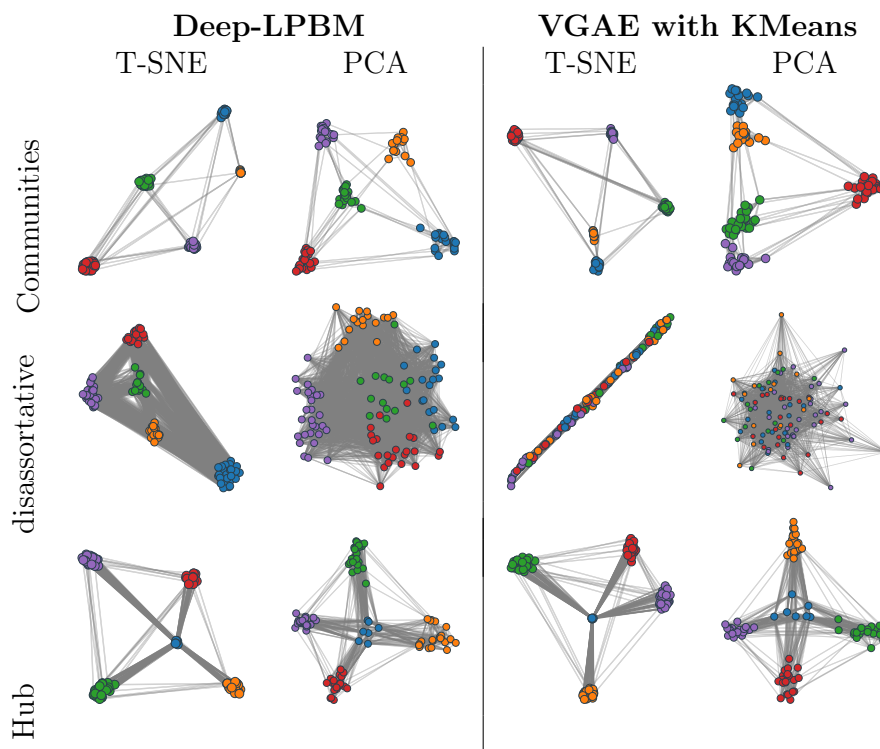 Deep-LPBM VGAE with KMeans
T-SNE PCA T-SNE PCA
Communities
disassortative
Hub